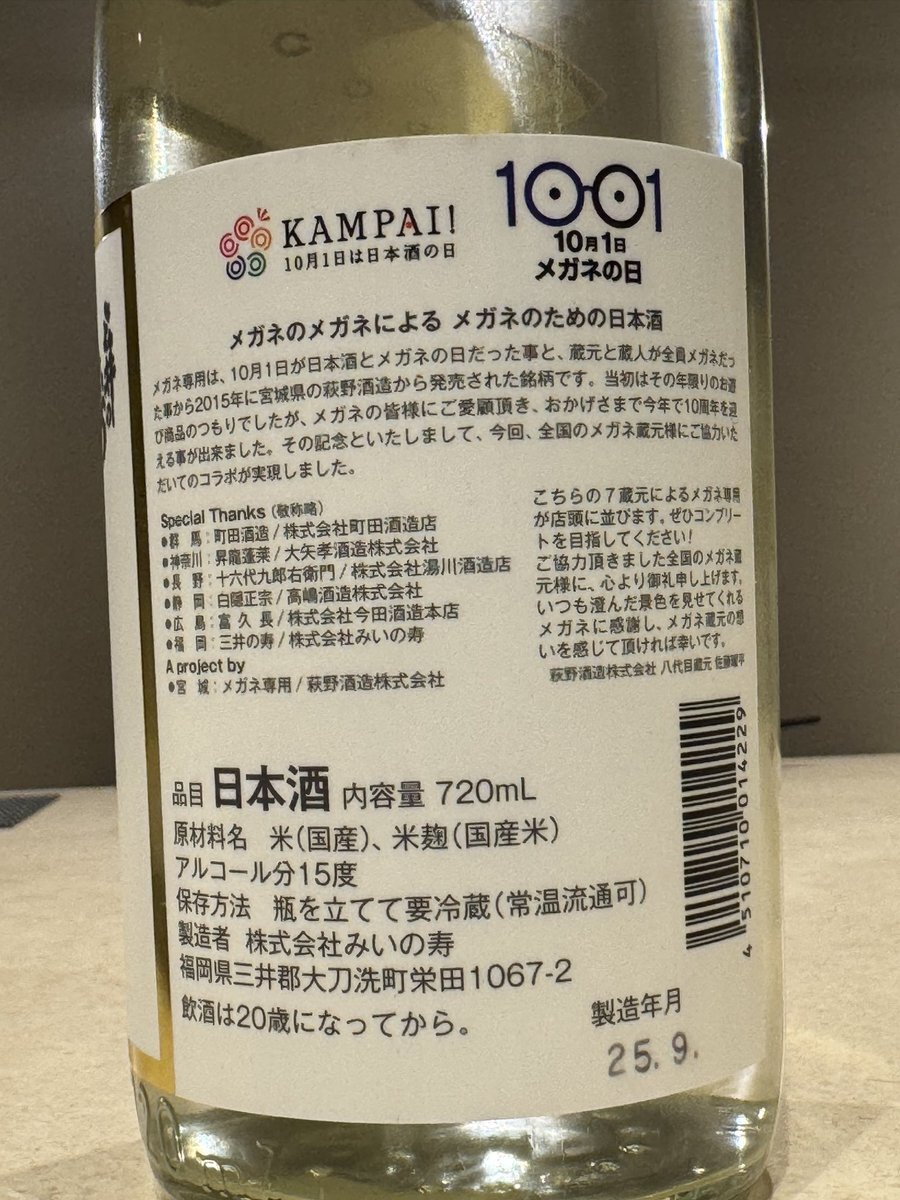 KAMPAI!
10月1日は日本酒の日
1001
10月1日
メガネの日
メガネのメガネによる メガネのための日本酒
メガネ専用は、10月1日が日本酒とメガネの日だった事と、蔵元と蔵人が全員メガネだっ
た事から2015年に宮城県の萩野酒造から発売された銘柄です。当初はその年限りのお遊
び商品のつもりでしたが、メガネの皆様にご愛顧頂き、おかげさまで今年で10周年を迎
える事が出来ました。その記念といたしまして、今回、全国のメガネ蔵元様にご協力いた
だいてのコラボが実現しました。
Special Thanks (敬称略)
●群 馬:町田酒造/株式会社町田酒造店
●神奈川:昇龍蓬莱/大矢孝酒造株式会社
●長 野:十六代九郎右衛門/株式会社湯川酒造店
●静 岡:白隠正宗/高嶋酒造株式会社
●広 島:富久長/株式会社今田酒造本店
●福 岡:三井の寿/株式会社みいの寿
A project by
●宮 城:メガネ専用/萩野酒造株式会社
こちらの7蔵元によるメガネ専用
が店頭に並びます。ぜひコンプリー
トを目指してください!
ご協力頂きました全国のメガネ蔵
元様に、心より御礼申し上げます。
いつも澄んだ景色を見せてくれる
メガネに感謝し、メガネ蔵元の想
いを感じて頂ければ幸いです。
萩野酒造株式会社 八代目蔵元 佐藤曜平
品目 日本酒 内容量 720mL
原材料名 米(国産)、米麹(国産米)
アルコール分15度
保存方法 瓶を立てて要冷蔵(常温流通可)
製造者 株式会社みいの寿
福岡県三井郡大刀洗町栄田1067-2
飲酒は20歳になってから。
製造年月
25.9.
4 510710 014229